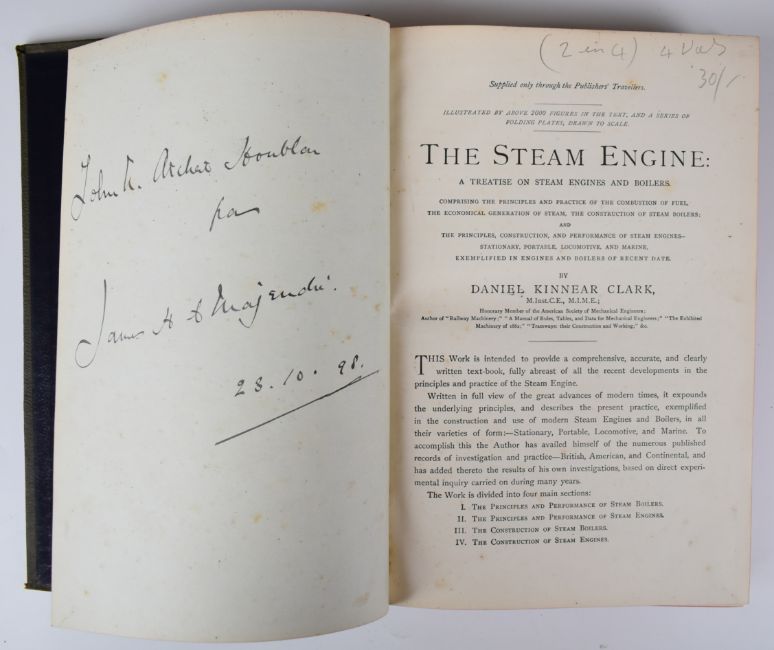 John R. Archer Houblon
from
James H A Majendie.
28.10.98.
(2 in 4) 4 Vols
30/-
Supplied only through the Publishers' Travellers.
ILLUSTRATED BY ABOVE 2000 FIGURES IN THE TEXT, AND A SERIES OF
FOLDING PLATES, DRAWN TO SCALE.
THE STEAM ENGINE:
A TREATISE ON STEAM ENGINES AND BOILERS.
COMPRISING THE PRINCIPLES AND PRACTICE OF THE COMBUSTION OF FUEL,
THE ECONOMICAL GENERATION OF STEAM, THE CONSTRUCTION OF STEAM BOILERS;
AND
THE PRINCIPLES, CONSTRUCTION, AND PERFORMANCE OF STEAM ENGINES—
STATIONARY, PORTABLE, LOCOMOTIVE, AND MARINE,
EXEMPLIFIED IN ENGINES AND BOILERS OF RECENT DATE.
BY
DANIEL KINNEAR CLARK,
M.Inst.C.E., M.I.M.E.;
Honorary Member of the American Society of Mechanical Engineers;
Author of "Railway Machinery;" "A Manual of Rules, Tables, and Data for Mechanical Engineers;" "The Exhibited
Machinery of 1862;" "Tramways: their Construction and Working;" &c.
THIS Work is intended to provide a comprehensive, accurate, and clearly
written text-book, fully abreast of all the recent developments in the
principles and practice of the Steam Engine.
Written in full view of the great advances of modern times, it expounds
the underlying principles, and describes the present practice, exemplified
in the construction and use of modern Steam Engines and Boilers, in all
their varieties of form:—Stationary, Portable, Locomotive, and Marine. To
accomplish this the Author has availed himself of the numerous published
records of investigation and practice—British, American, and Continental, and
has added thereto the results of his own investigations, based on direct experi-
mental inquiry carried on during many years.
The Work is divided into four main sections:
I. THE PRINCIPLES AND PERFORMANCE OF STEAM BOILERS.
II. THE PRINCIPLES AND PERFORMANCE OF STEAM ENGINES.
III. THE CONSTRUCTION OF STEAM BOILERS.
IV. THE CONSTRUCTION OF STEAM ENGINES.